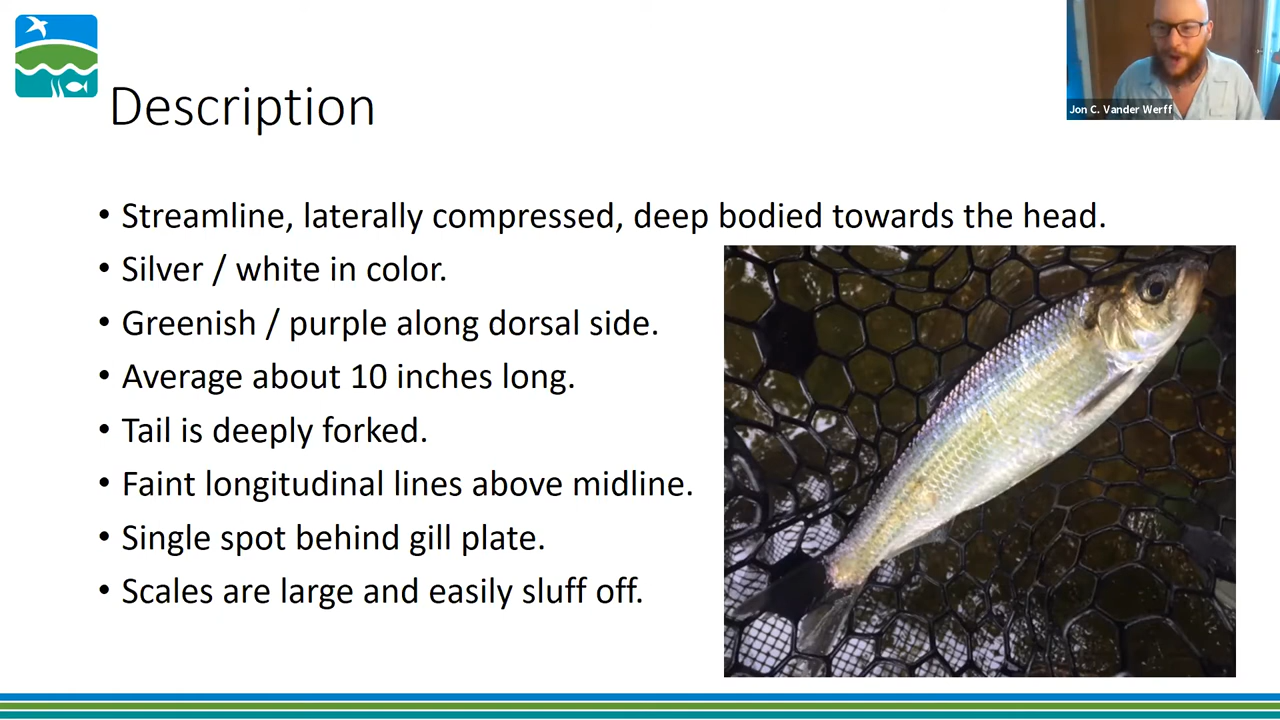 Jon C. Vander Werff
Description
• Streamline, laterally compressed, deep bodied towards the head.
• Silver / white in color.
• Greenish / purple along dorsal side.
• Average about 10 inches long.
• Tail is deeply forked.
• Faint longitudinal lines above midline.
• Single spot behind gill plate.
• Scales are large and easily sluff off.